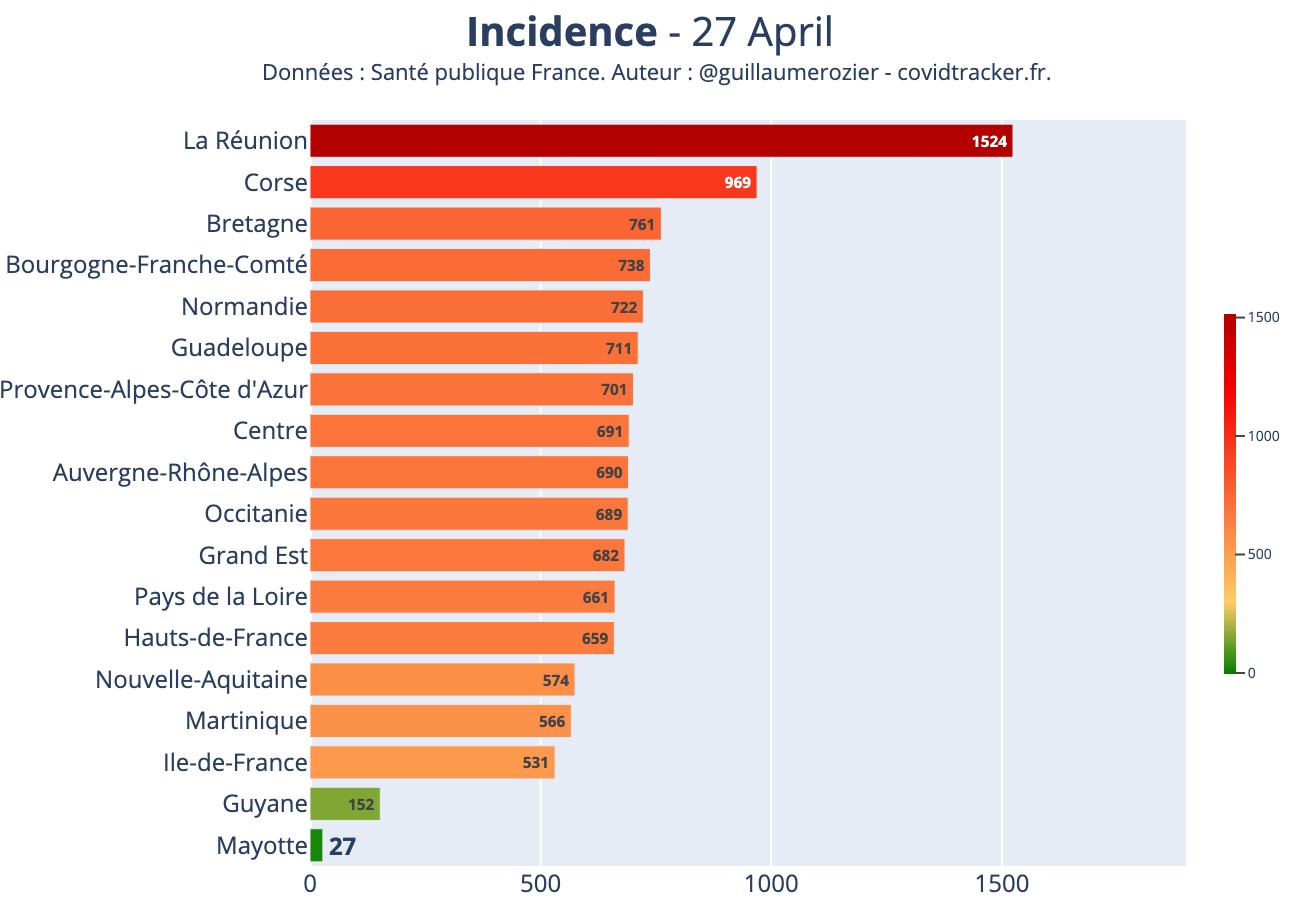 Incidence - 27 April
Données : Santé publique France. Auteur : @guillaumerozier - covidtracker.fr.
La Réunion 1524
Corse 969
Bretagne 761
Bourgogne-Franche-Comté 738
Normandie 722
Guadeloupe 711
Provence-Alpes-Côte d'Azur 701
Centre 691
Auvergne-Rhône-Alpes 690
Occitanie 689
Grand Est 682
Pays de la Loire 661
Hauts-de-France 659
Nouvelle-Aquitaine 574
Martinique 566
Ile-de-France 531
Guyane 152
Mayotte 27
0 500 1000 1500
1500
1000
500
0